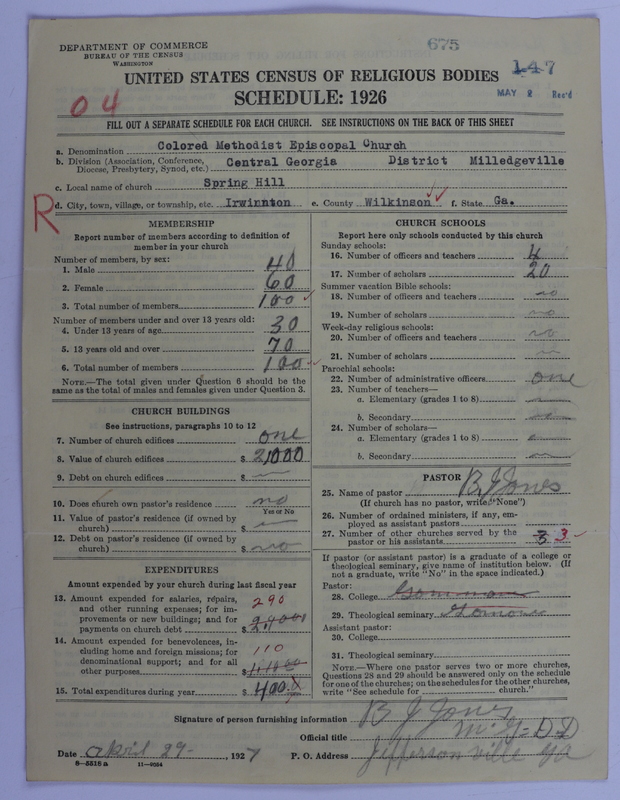 DEPARTMENT OF COMMERCE
BUREAU OF THE CENSUS
WASHINGTON
675
147
MAY 2 Rec'd
UNITED STATES CENSUS OF RELIGIOUS BODIES
SCHEDULE: 1926
04
FILL OUT A SEPARATE SCHEDULE FOR EACH CHURCH. SEE INSTRUCTIONS ON THE BACK OF THIS SHEET
a. Denomination Colored Methodist Episcopal Church
b. Division (Association, Conference, Diocese, Presbytery, Synod, etc.) Central Georgia District Milledgeville
c. Local name of church Spring Hill
R
d. City, town, village, or township, etc. Irwinnton e. County Wilkinson f. State Ga.
MEMBERSHIP
Report number of members according to definition of
member in your church
Number of members, by sex:
1. Male 40
2. Female 60
3. Total number of members 100
Number of members under and over 13 years old:
4. Under 13 years of age 30
5. 13 years old and over 70
6. Total number of members 100
NOTE.—The total given under Question 6 should be the
same as the total of males and females given under Question 3.
CHURCH BUILDINGS
See instructions, paragraphs 10 to 12
7. Number of church edifices one
8. Value of church edifices $ 2,000
9. Debt on church edifices $
10. Does church own pastor's residence no
Yes or No
11. Value of pastor's residence (if owned by
church) $
12. Debt on pastor's residence (if owned by
church) $ no
EXPENDITURES
Amount expended by your church during last fiscal year
13. Amount expended for salaries, repairs,
and other running expenses; for im-
provements or new buildings; and for
payments on church debt $ 290
14. Amount expended for benevolences, in-
cluding home and foreign missions; for
denominational support; and for all
other purposes $ 110
15. Total expenditures during year $ 400.
CHURCH SCHOOLS
Report here only schools conducted by this church
Sunday schools:
16. Number of officers and teachers 4
17. Number of scholars 20
Summer vacation Bible schools:
18. Number of officers and teachers no
19. Number of scholars no
Week-day religious schools:
20. Number of officers and teachers no
21. Number of scholars
Parochial schools:
22. Number of administrative officers one
23. Number of teachers—
a. Elementary (grades 1 to 8)
b. Secondary
24. Number of scholars—
a. Elementary (grades 1 to 8)
b. Secondary
PASTOR
25. Name of pastor B. J. Jones
(If church has no pastor, write "None")
26. Number of ordained ministers, if any, em-
ployed as assistant pastors
27. Number of other churches served by the
pastor or his assistants 3 3
If pastor (or assistant pastor) is a graduate of a college or
theological seminary, give name of institution below. (If
not a graduate, write "No" in the space indicated.)
Pastor:
28. College
29. Theological seminary
Assistant pastor:
30. College
31. Theological seminary
NOTE.—Where one pastor serves two or more churches,
Questions 28 and 29 should be answered only on the schedule
for one of the churches; on the schedules for the other churches,
write "See schedule for church."
Signature of person furnishing information B J Jones
Official title DD
Date April 29 1927 P. O. Address Jeffersonville Ga
8-5516 a 11-9054